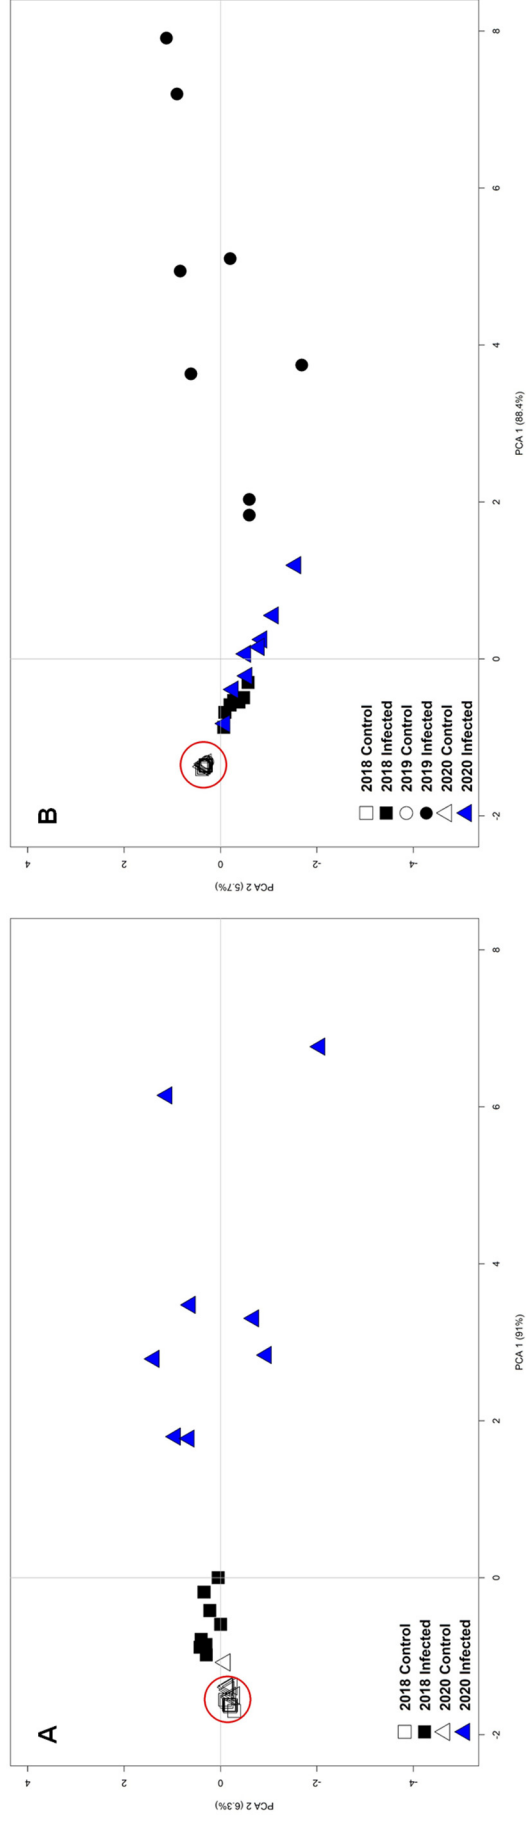 A
4
2
0
-2
-4
PCA 2 (6.3%)
-2
0
2
4
6
8
PCA 1 (91%)
2018 Control
2018 Infected
2020 Control
2020 Infected
B
4
2
0
-2
-4
PCA 2 (5.7%)
-2
0
2
4
6
8
PCA 1 (88.4%)
2018 Control
2018 Infected
2019 Control
2019 Infected
2020 Control
2020 Infected